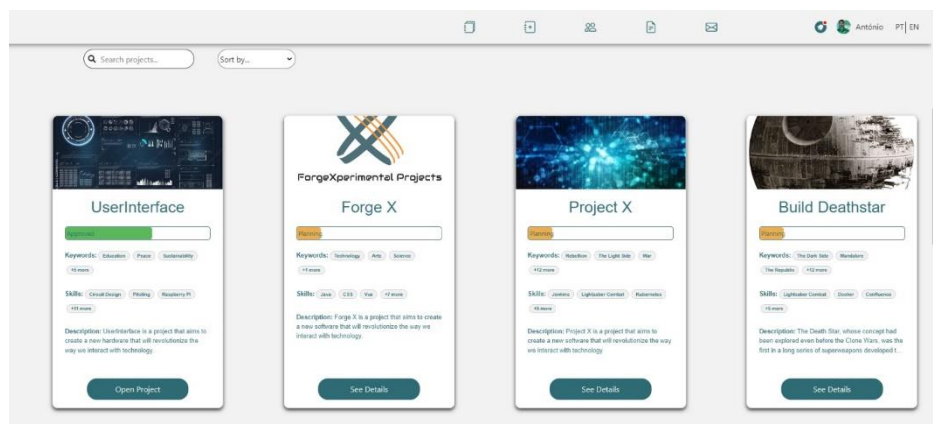 António PT| EN
Search projects...
Sort by...
UserInterface
Approved
Keywords: Education Peace Sustainability
+5 more
Skills: Circuit Design Piloting Raspberry Pi
+11 more
Description: UserInterface is a project that aims to
create a new hardware that will revolutionize the
way we interact with technology.
Open Project
ForgeXperimental Projects
Forge X
Planning
Keywords: Technology Arts Science
+1 more
Skills: Java CSS Vue +7 more
Description: Forge X is a project that aims to create
a new software that will revolutionize the way we
interact with technology.
See Details
Project X
Planning
Keywords: Rebellion The Light Side War
+12 more
Skills: Jenkins Lightsaber Combat Kubernetes
Description: Project X is a project that aims to
create a new software that will revolutionize the way
we interact with technology.
See Details
Build Deathstar
Planning
Keywords: The Dark Side Mandalore
The Republic +12 more
Skills: Lightsaber Combat Docker Confluence
Description: The Death Star, whose concept had
been explored even before the Clone Wars, was the
first in a long series of superweapons developed t...
See Details